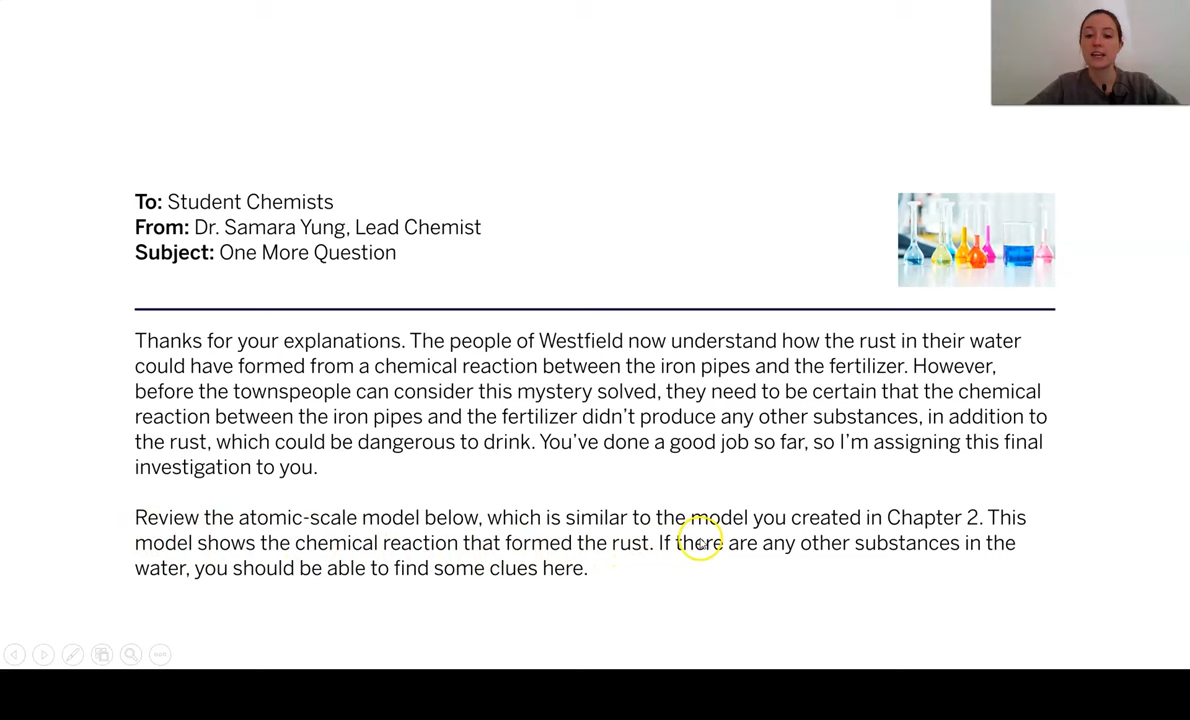 To: Student Chemists
From: Dr. Samara Yung, Lead Chemist
Subject: One More Question
Thanks for your explanations. The people of Westfield now understand how the rust in their water
could have formed from a chemical reaction between the iron pipes and the fertilizer. However,
before the townspeople can consider this mystery solved, they need to be certain that the chemical
reaction between the iron pipes and the fertilizer didn't produce any other substances, in addition to
the rust, which could be dangerous to drink. You've done a good job so far, so I'm assigning this final
investigation to you.
Review the atomic-scale model below, which is similar to the model you created in Chapter 2. This
model shows the chemical reaction that formed the rust. If there are any other substances in the
water, you should be able to find some clues here.